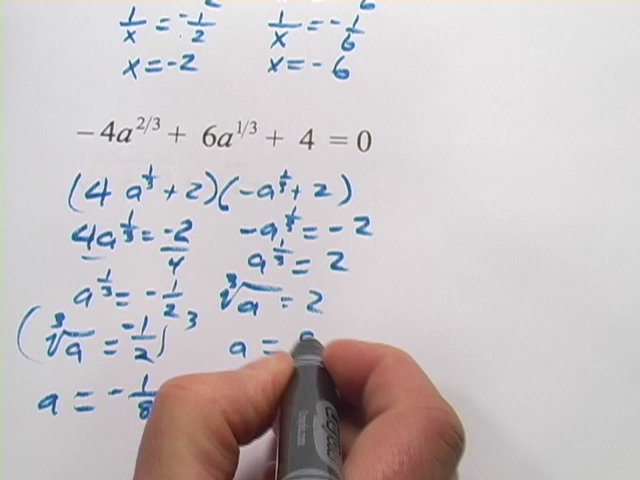 1/x = -1/2    1/x = -1/6
x = -2    x = -6
-4a^{2/3} + 6a^{1/3} + 4 = 0
(4 a^{1/3} + 2)(-a^{1/3} + 2)
4a^{1/3} = -2/4    -a^{1/3} = -2
a^{1/3} = 2
a^{1/3} = -1/2    ∛a = 2
(∛a = -1/2)^3    a =
a = -1/8